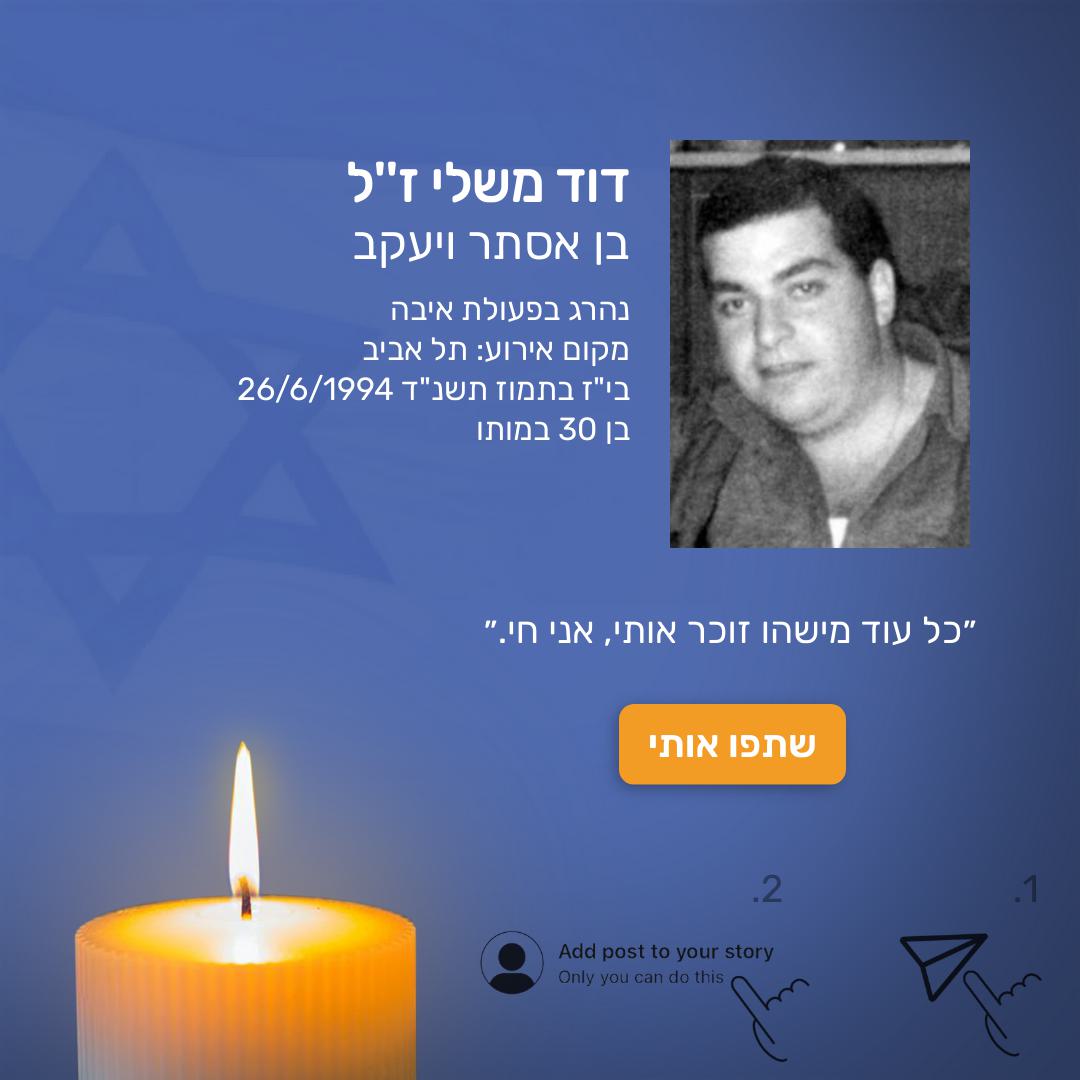 דוד משלי ז"ל
בן אסתר ויעקב
נהרג בפעולת איבה
מקום אירוע: תל אביב
בי"ז בתמוז תשנ"ד 26/6/1994
בן 30 במותו
״כל עוד מישהו זוכר אותי, אני חי.״
שתפו אותי
1.
2.
Add post to your story
Only you can do this